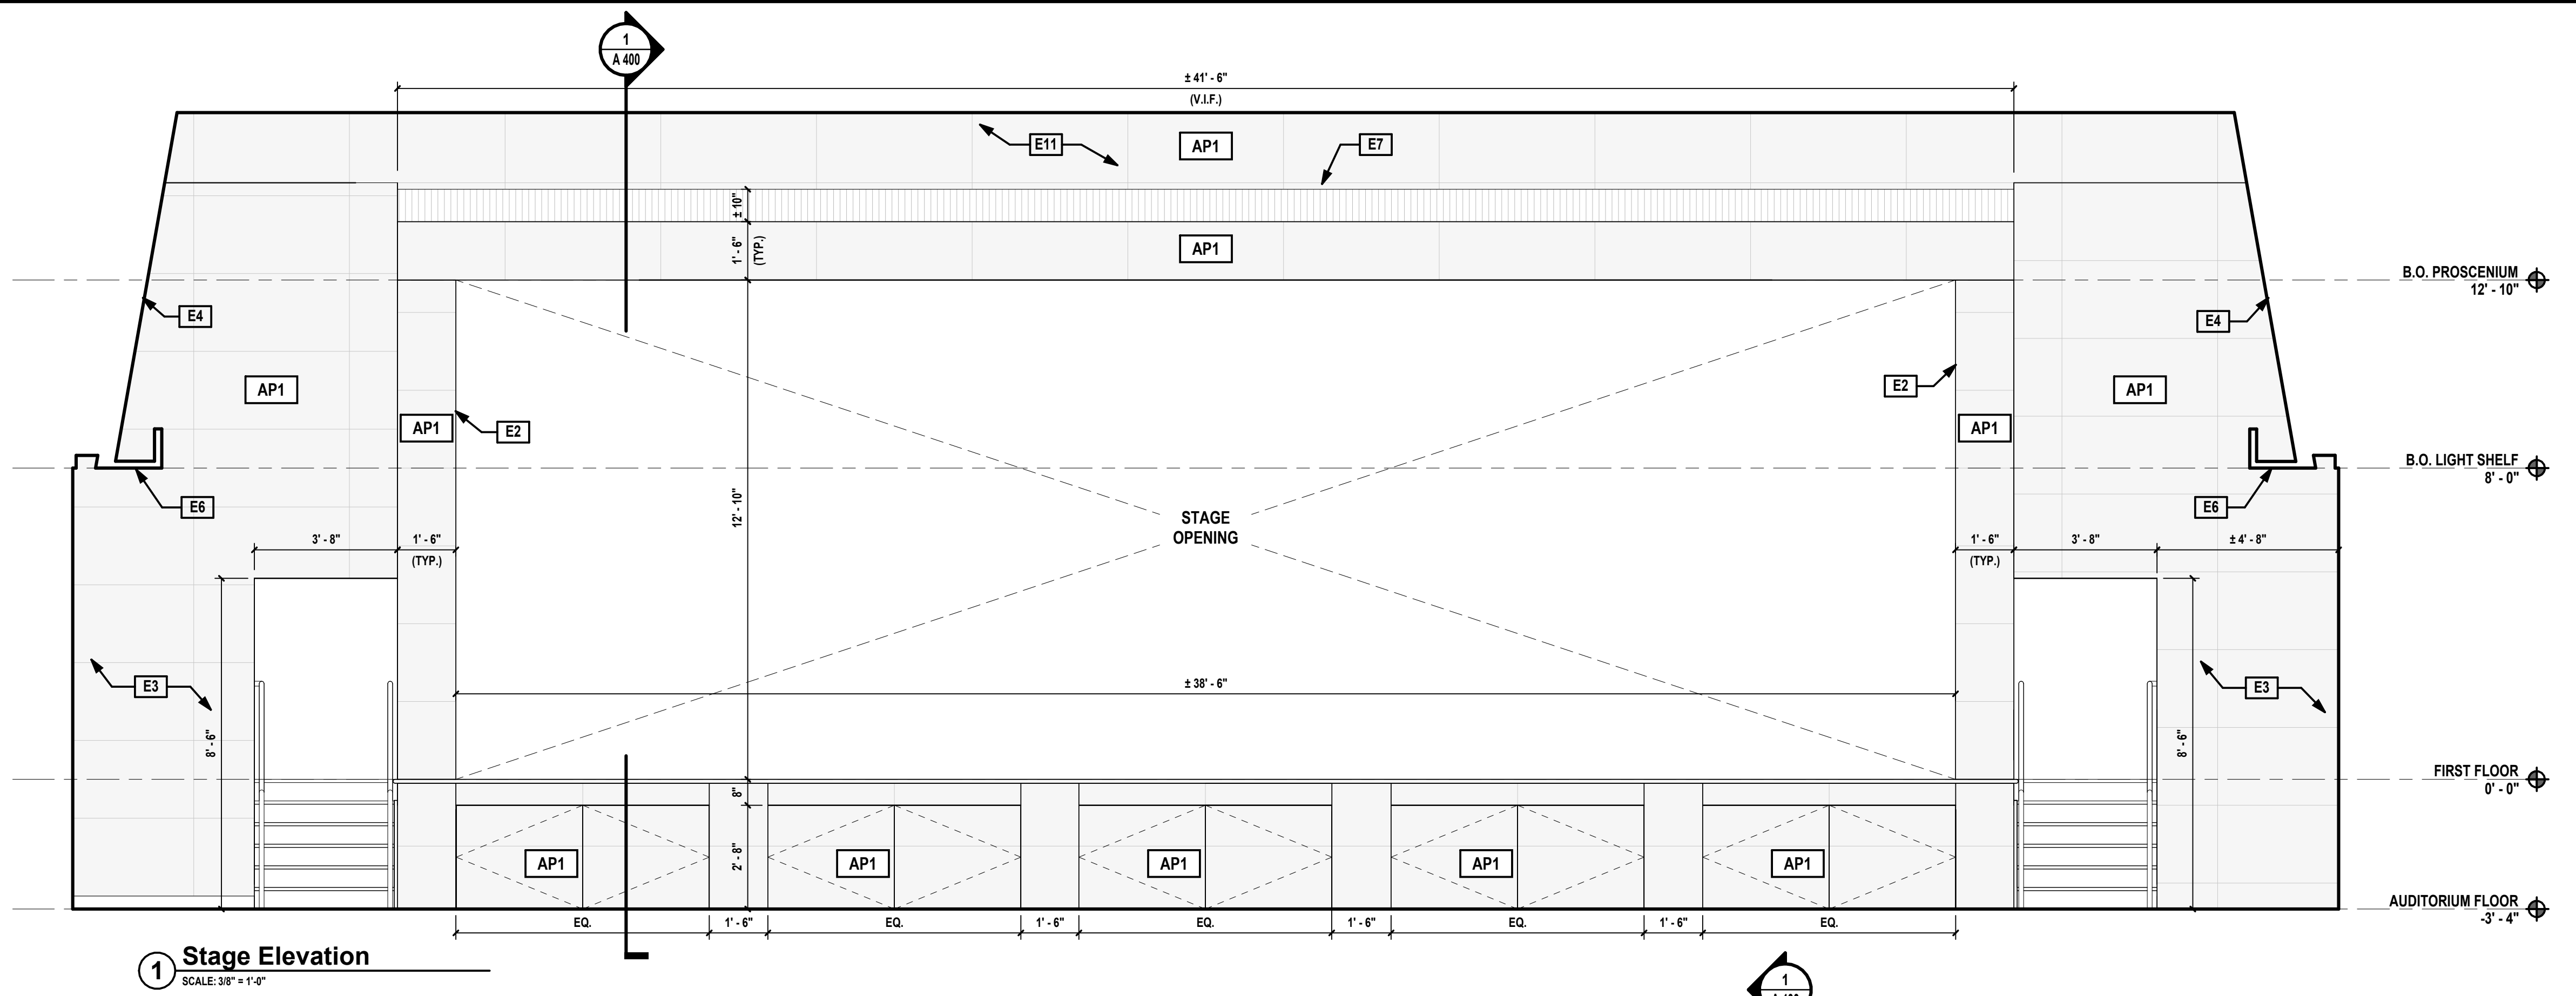 1
A 400
± 41' - 6"
(V.I.F.)
E11
AP1
E7
± 10"
1' - 6"
(TYP.)
AP1
B.O. PROSCENIUM
12' - 10"
E4
E4
AP1
AP1
E2
E2
AP1
AP1
B.O. LIGHT SHELF
8' - 0"
E6
E6
12' - 10"
STAGE
OPENING
3' - 8"
1' - 6"
(TYP.)
1' - 6"
(TYP.)
3' - 8"
± 4' - 8"
E3
± 38' - 6"
E3
8' - 6"
8' - 6"
FIRST FLOOR
0' - 0"
8"
2' - 8"
AP1
AP1
AP1
AP1
AP1
AUDITORIUM FLOOR
-3' - 4"
EQ.
1' - 6"
EQ.
1' - 6"
EQ.
1' - 6"
EQ.
1' - 6"
EQ.
1
Stage Elevation
SCALE: 3/8" = 1'-0"
1